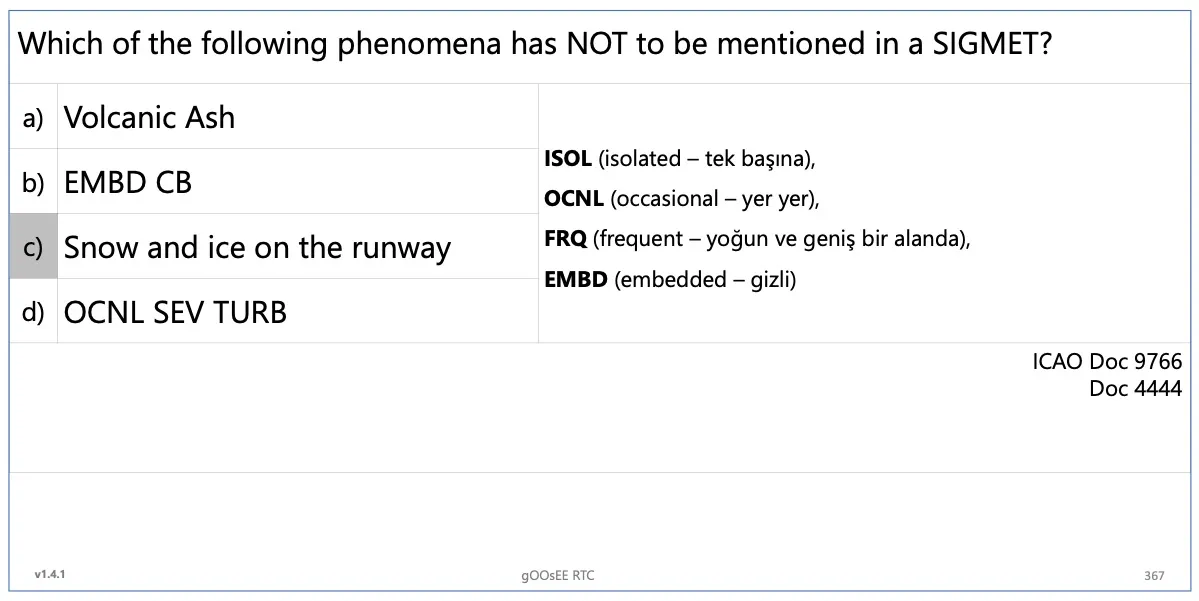 Which of the following phenomena has NOT to be mentioned in a SIGMET?
a) Volcanic Ash
b) EMBD CB
c) Snow and ice on the runway
d) OCNL SEV TURB
ISOL (isolated – tek başına),
OCNL (occasional – yer yer),
FRQ (frequent – yoğun ve geniş bir alanda),
EMBD (embedded – gizli)
ICAO Doc 9766
Doc 4444
v1.4.1
gOOsEE RTC
367